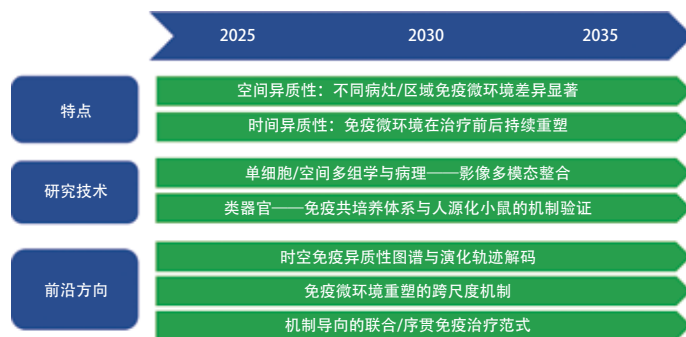 2025 2030 2035
特点
空间异质性：不同病灶/区域免疫微环境差异显著
时间异质性：免疫微环境在治疗前后持续重塑
研究技术
单细胞/空间多组学与病理——影像多模态整合
类器官——免疫共培养体系与人源化小鼠的机制验证
前沿方向
时空免疫异质性图谱与演化轨迹解码
免疫微环境重塑的跨尺度机制
机制导向的联合/序贯免疫治疗范式